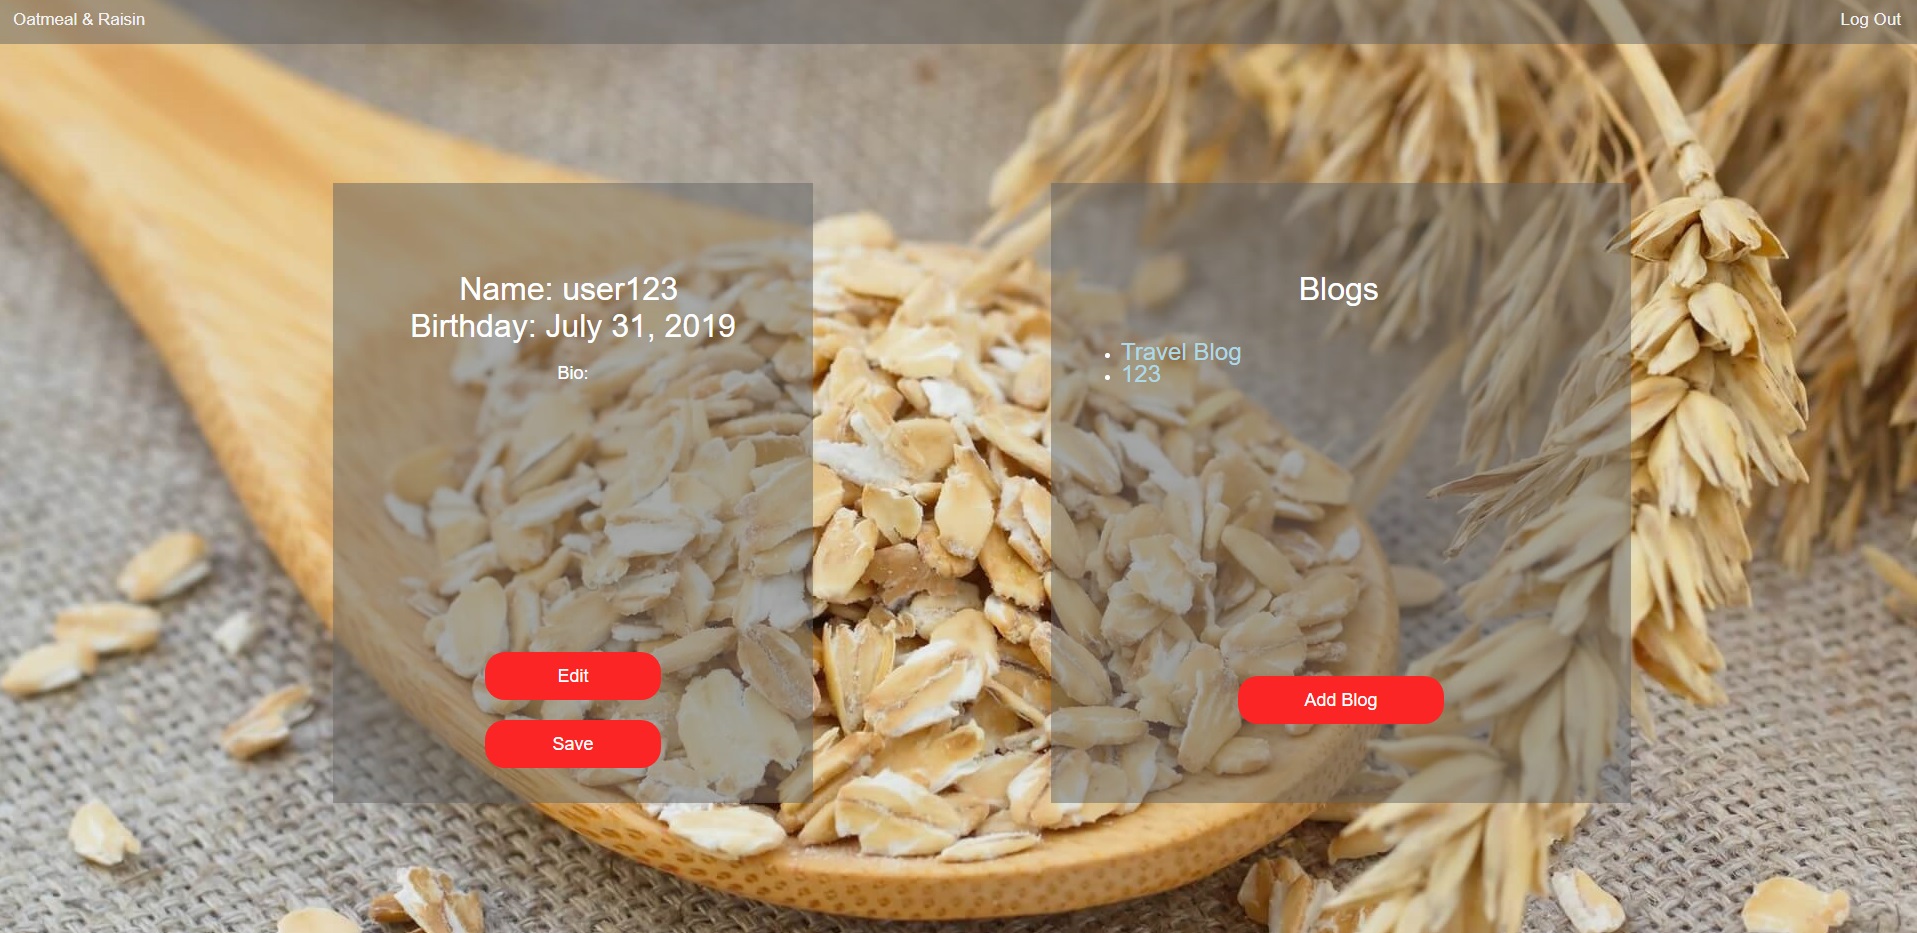 Oatmeal & Raisin
Log Out
Name: user123
Birthday: July 31, 2019
Bio:
Edit
Save
Blogs
Travel Blog
123
Add Blog